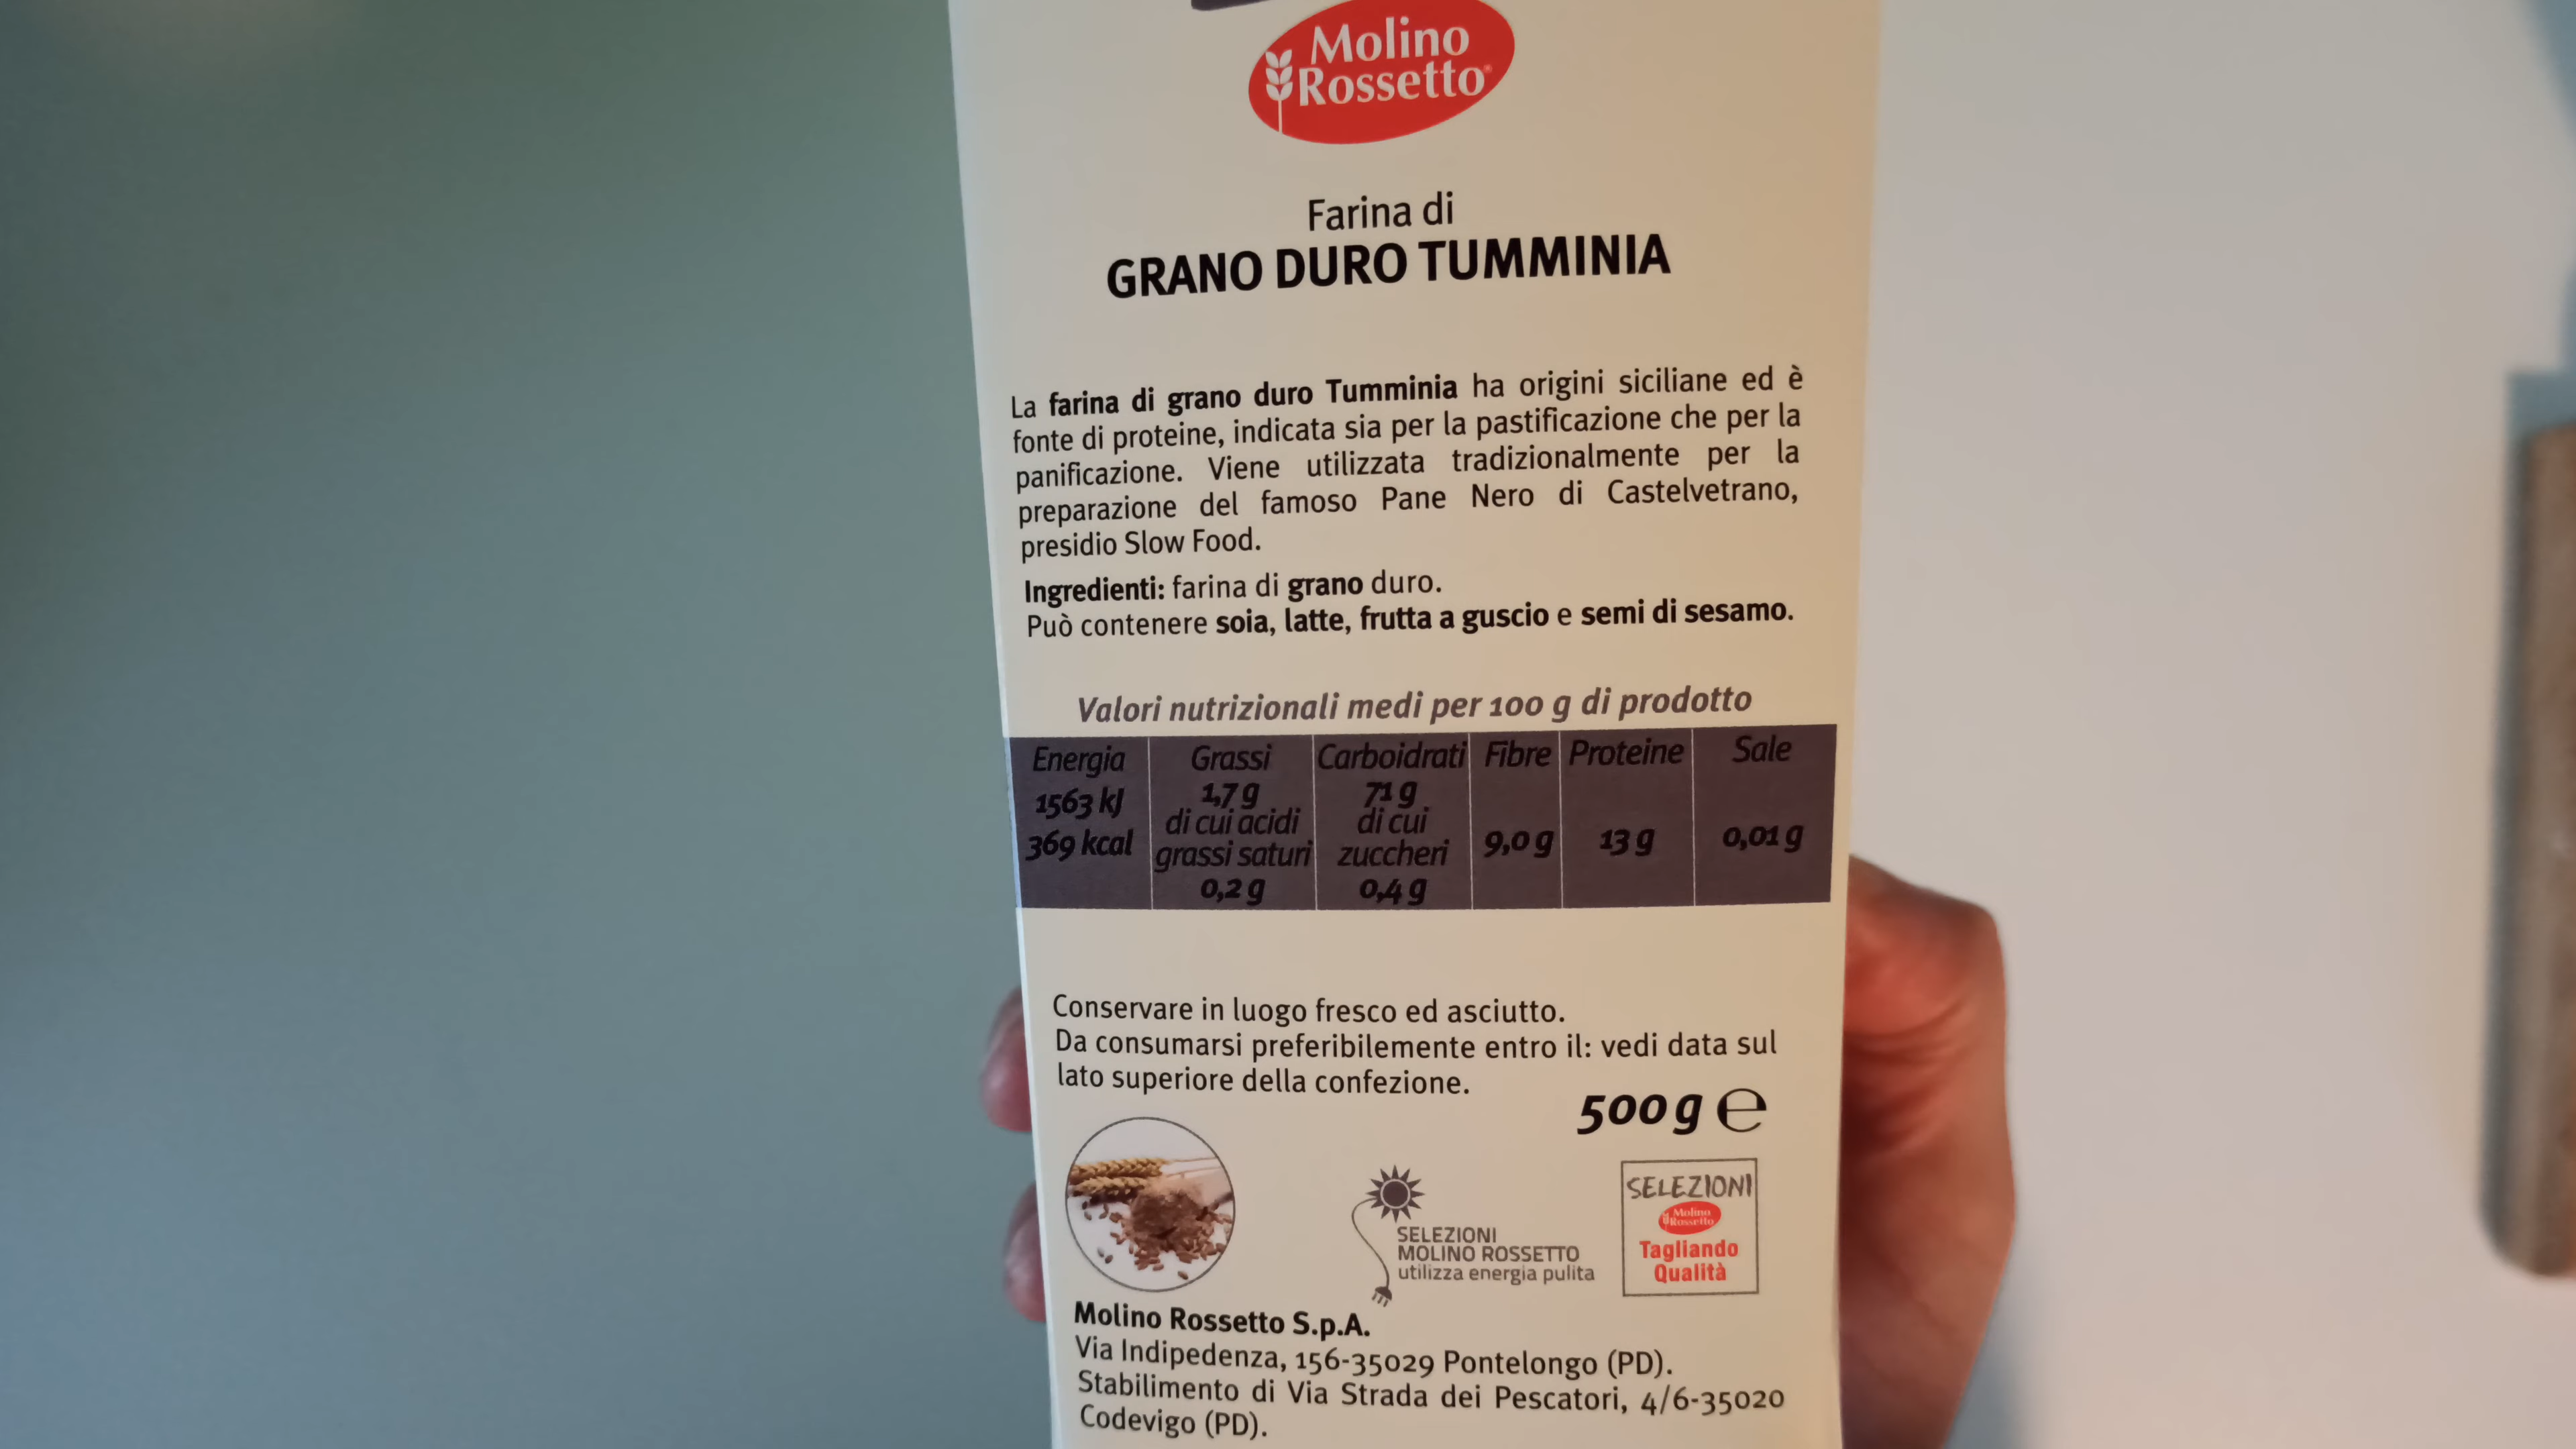 Molino
Rossetto
Farina di
GRANO DURO TUMMINIA
La farina di grano duro Tumminia ha origini siciliane ed è
fonte di proteine, indicata sia per la pastificazione che per la
panificazione. Viene utilizzata tradizionalmente per la
preparazione del famoso Pane Nero di Castelvetrano,
presidio Slow Food.
Ingredienti: farina di grano duro.
Può contenere soia, latte, frutta a guscio e semi di sesamo.
Valori nutrizionali medi per 100 g di prodotto
Energia
1563 kJ
369 kcal
Grassi
1,7 g
di cui acidi
grassi saturi
0,2 g
Carboidrati
71 g
di cui
zuccheri
0,4 g
Fibre
9,0 g
Proteine
13 g
Sale
0,01 g
Conservare in luogo fresco ed asciutto.
Da consumarsi preferibilemente entro il: vedi data sul
lato superiore della confezione.
500 g ℮
SELEZIONI
MOLINO ROSSETTO
utilizza energia pulita
SELEZIONI
Molino
Rossetto
Tagliando
Qualità
Molino Rossetto S.p.A.
Via Indipedenza, 156-35029 Pontelongo (PD).
Stabilimento di Via Strada dei Pescatori, 4/6-35020
Codevigo (PD).